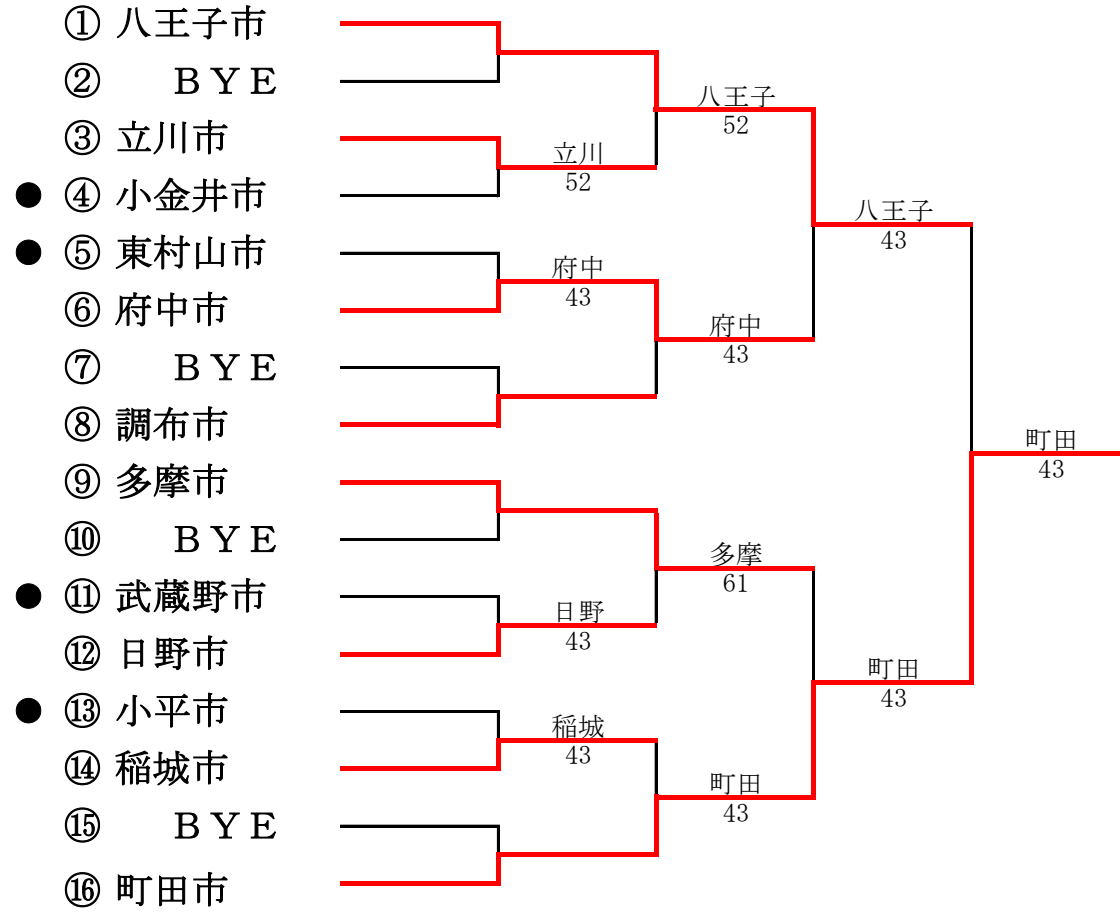 ① 八王子市
② ＢＹＥ
③ 立川市
● ④ 小金井市
● ⑤ 東村山市
⑥ 府中市
⑦ ＢＹＥ
⑧ 調布市
⑨ 多摩市
⑩ ＢＹＥ
● ⑪ 武蔵野市
⑫ 日野市
● ⑬ 小平市
⑭ 稲城市
⑮ ＢＹＥ
⑯ 町田市
立川
52
府中
43
日野
43
稲城
43
八王子
52
府中
43
多摩
61
町田
43
八王子
43
町田
43
町田
43